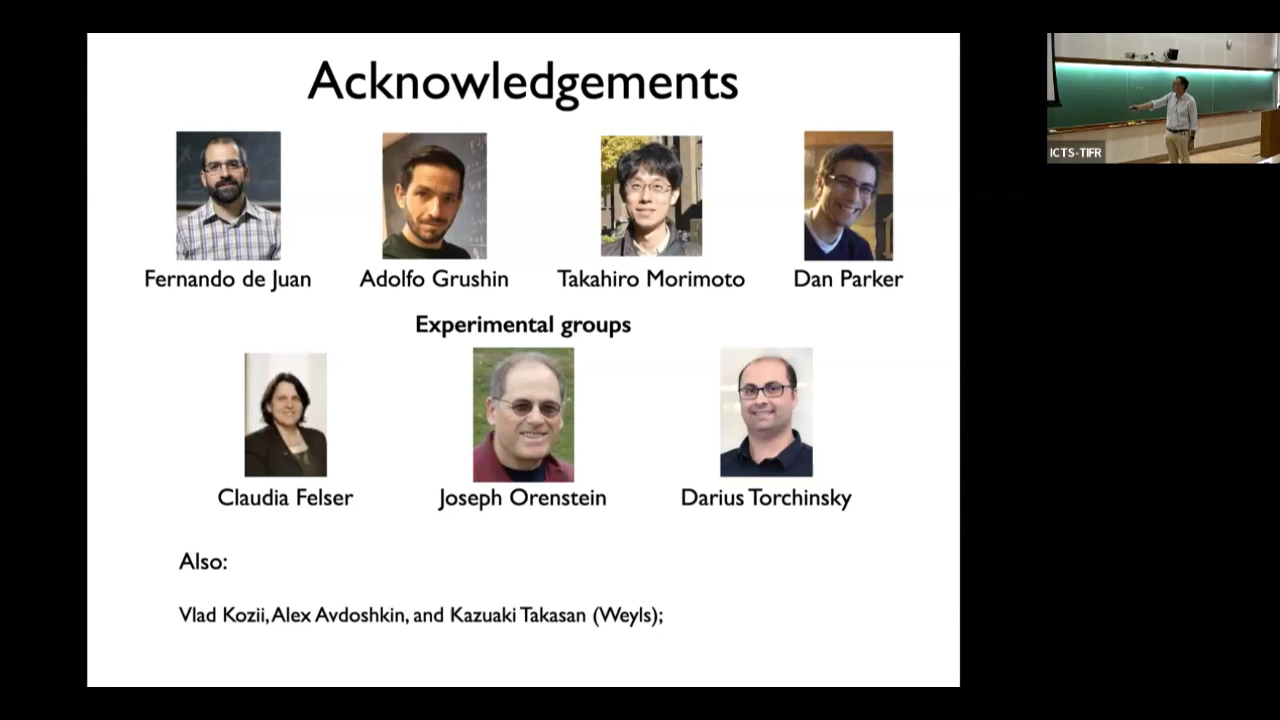 Acknowledgements
Fernando de Juan
Adolfo Grushin
Takahiro Morimoto
Dan Parker
Experimental groups
Claudia Felser
Joseph Orenstein
Darius Torchinsky
Also:
Vlad Kozii, Alex Avdoshkin, and Kazuaki Takasan (Weyls);
ICTS-TIFR